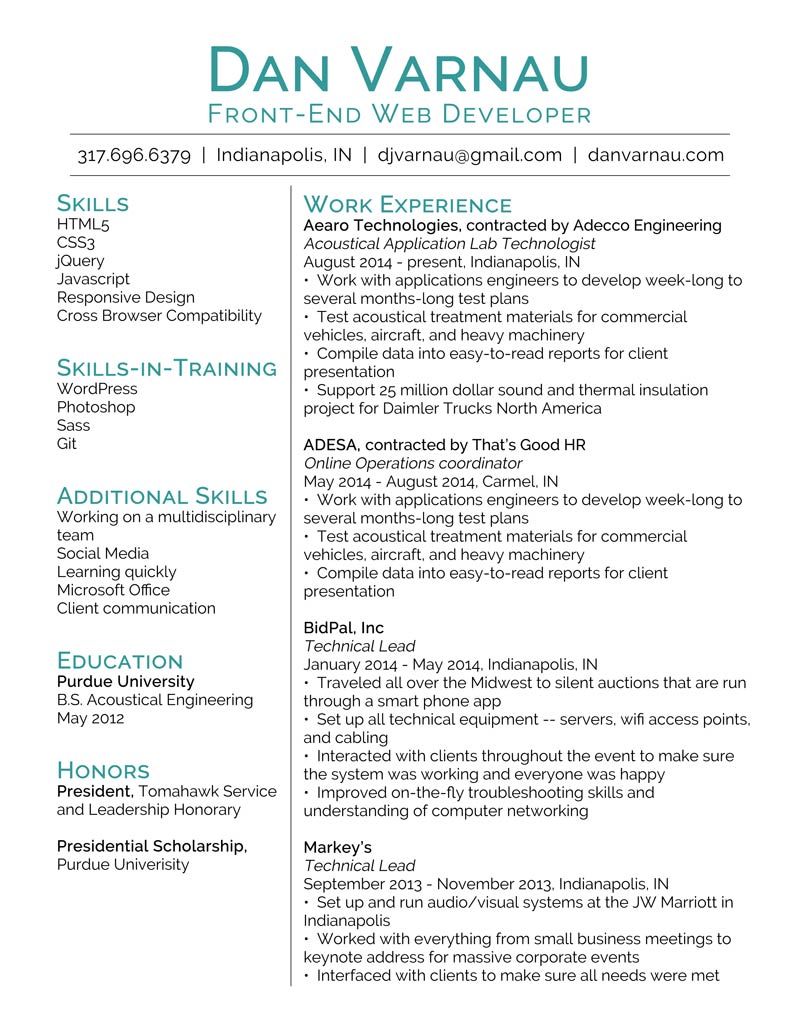 Dan Varnau
Front-End Web Developer
317.696.6379 | Indianapolis, IN | djvarnau@gmail.com | danvarnau.com
Skills
HTML5
CSS3
jQuery
Javascript
Responsive Design
Cross Browser Compatibility
Skills-in-Training
WordPress
Photoshop
Sass
Git
Additional Skills
Working on a multidisciplinary
team
Social Media
Learning quickly
Microsoft Office
Client communication
Education
Purdue University
B.S. Acoustical Engineering
May 2012
Honors
President, Tomahawk Service
and Leadership Honorary
Presidential Scholarship,
Purdue Univerisity
Work Experience
Aearo Technologies, contracted by Adecco Engineering
Acoustical Application Lab Technologist
August 2014 - present, Indianapolis, IN
• Work with applications engineers to develop week-long to
several months-long test plans
• Test acoustical treatment materials for commercial
vehicles, aircraft, and heavy machinery
• Compile data into easy-to-read reports for client
presentation
• Support 25 million dollar sound and thermal insulation
project for Daimler Trucks North America
ADESA, contracted by That's Good HR
Online Operations coordinator
May 2014 - August 2014, Carmel, IN
• Work with applications engineers to develop week-long to
several months-long test plans
• Test acoustical treatment materials for commercial
vehicles, aircraft, and heavy machinery
• Compile data into easy-to-read reports for client
presentation
BidPal, Inc
Technical Lead
January 2014 - May 2014, Indianapolis, IN
• Traveled all over the Midwest to silent auctions that are run
through a smart phone app
• Set up all technical equipment -- servers, wifi access points,
and cabling
• Interacted with clients throughout the event to make sure
the system was working and everyone was happy
• Improved on-the-fly troubleshooting skills and
understanding of computer networking
Markey's
Technical Lead
September 2013 - November 2013, Indianapolis, IN
• Set up and run audio/visual systems at the JW Marriott in
Indianapolis
• Worked with everything from small business meetings to
keynote address for massive corporate events
• Interfaced with clients to make sure all needs were met